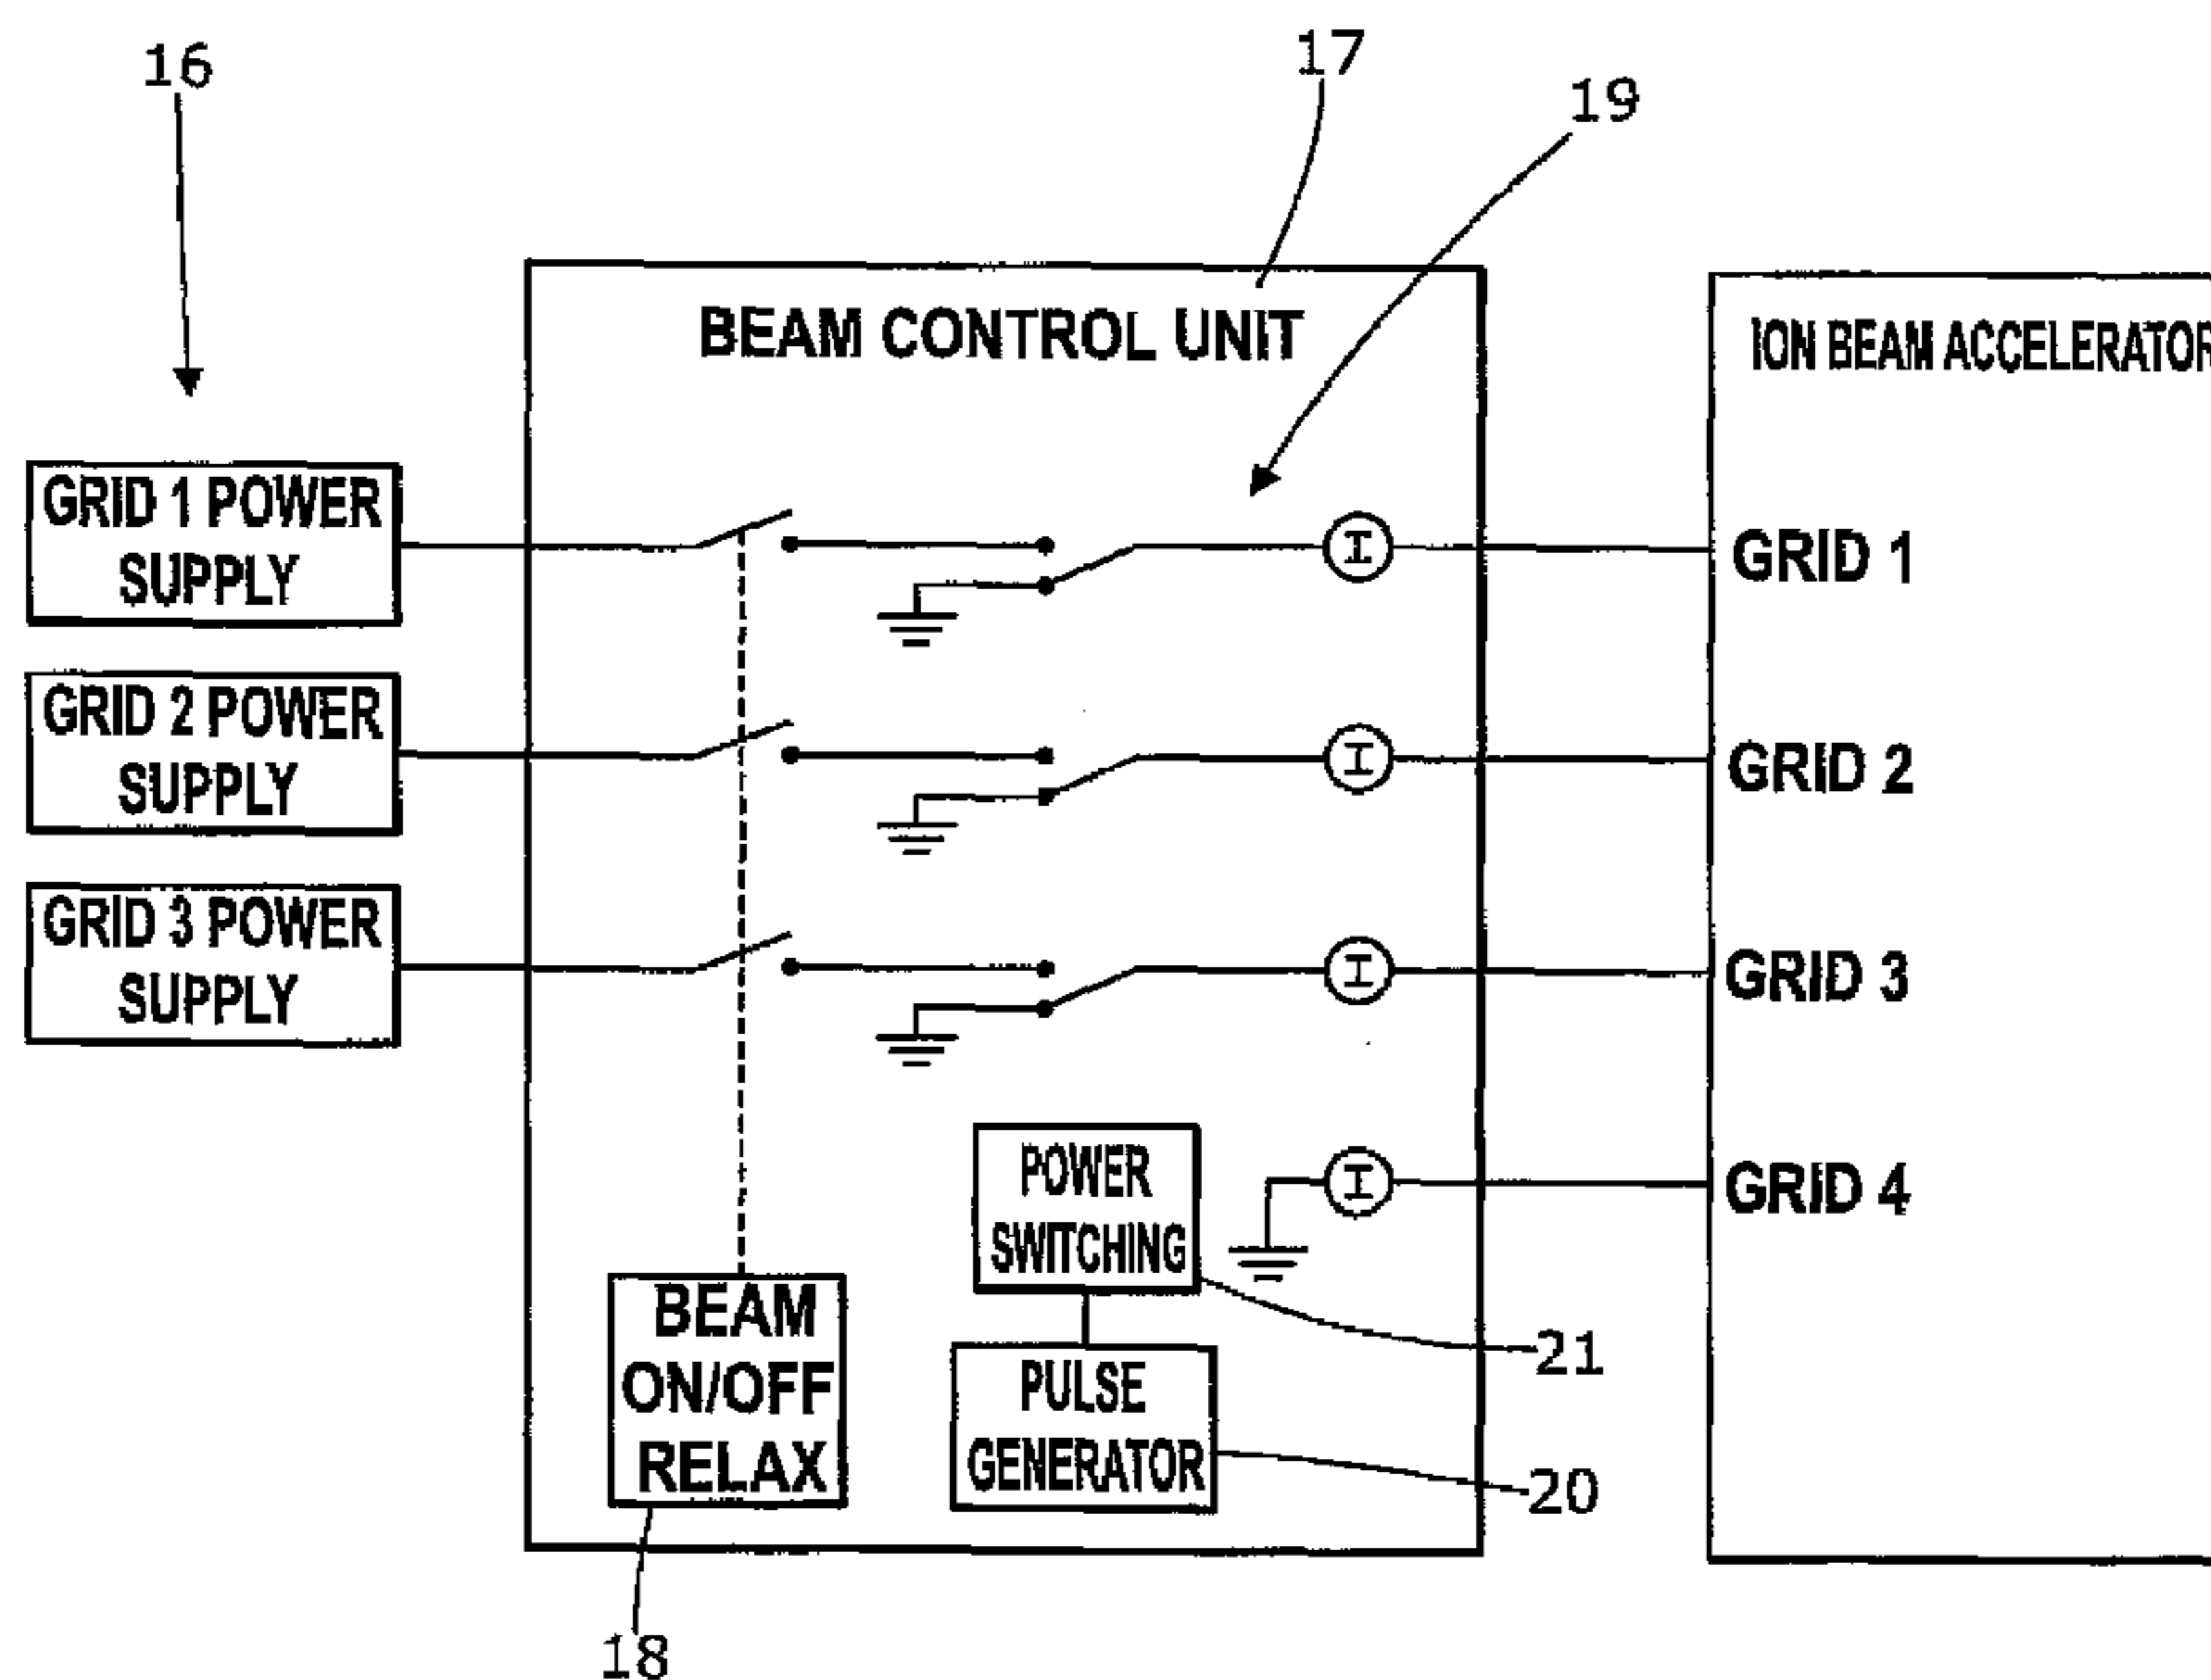 16
17
19
BEAM CONTROL UNIT
ION BEAM ACCELERATOR
GRID 1 POWER
SUPPLY
I
GRID 1
GRID 2 POWER
SUPPLY
I
GRID 2
GRID 3 POWER
SUPPLY
I
GRID 3
POWER
SWITCHING
I
GRID 4
BEAM
ON/OFF
RELAX
PULSE
GENERATOR
21
20
18